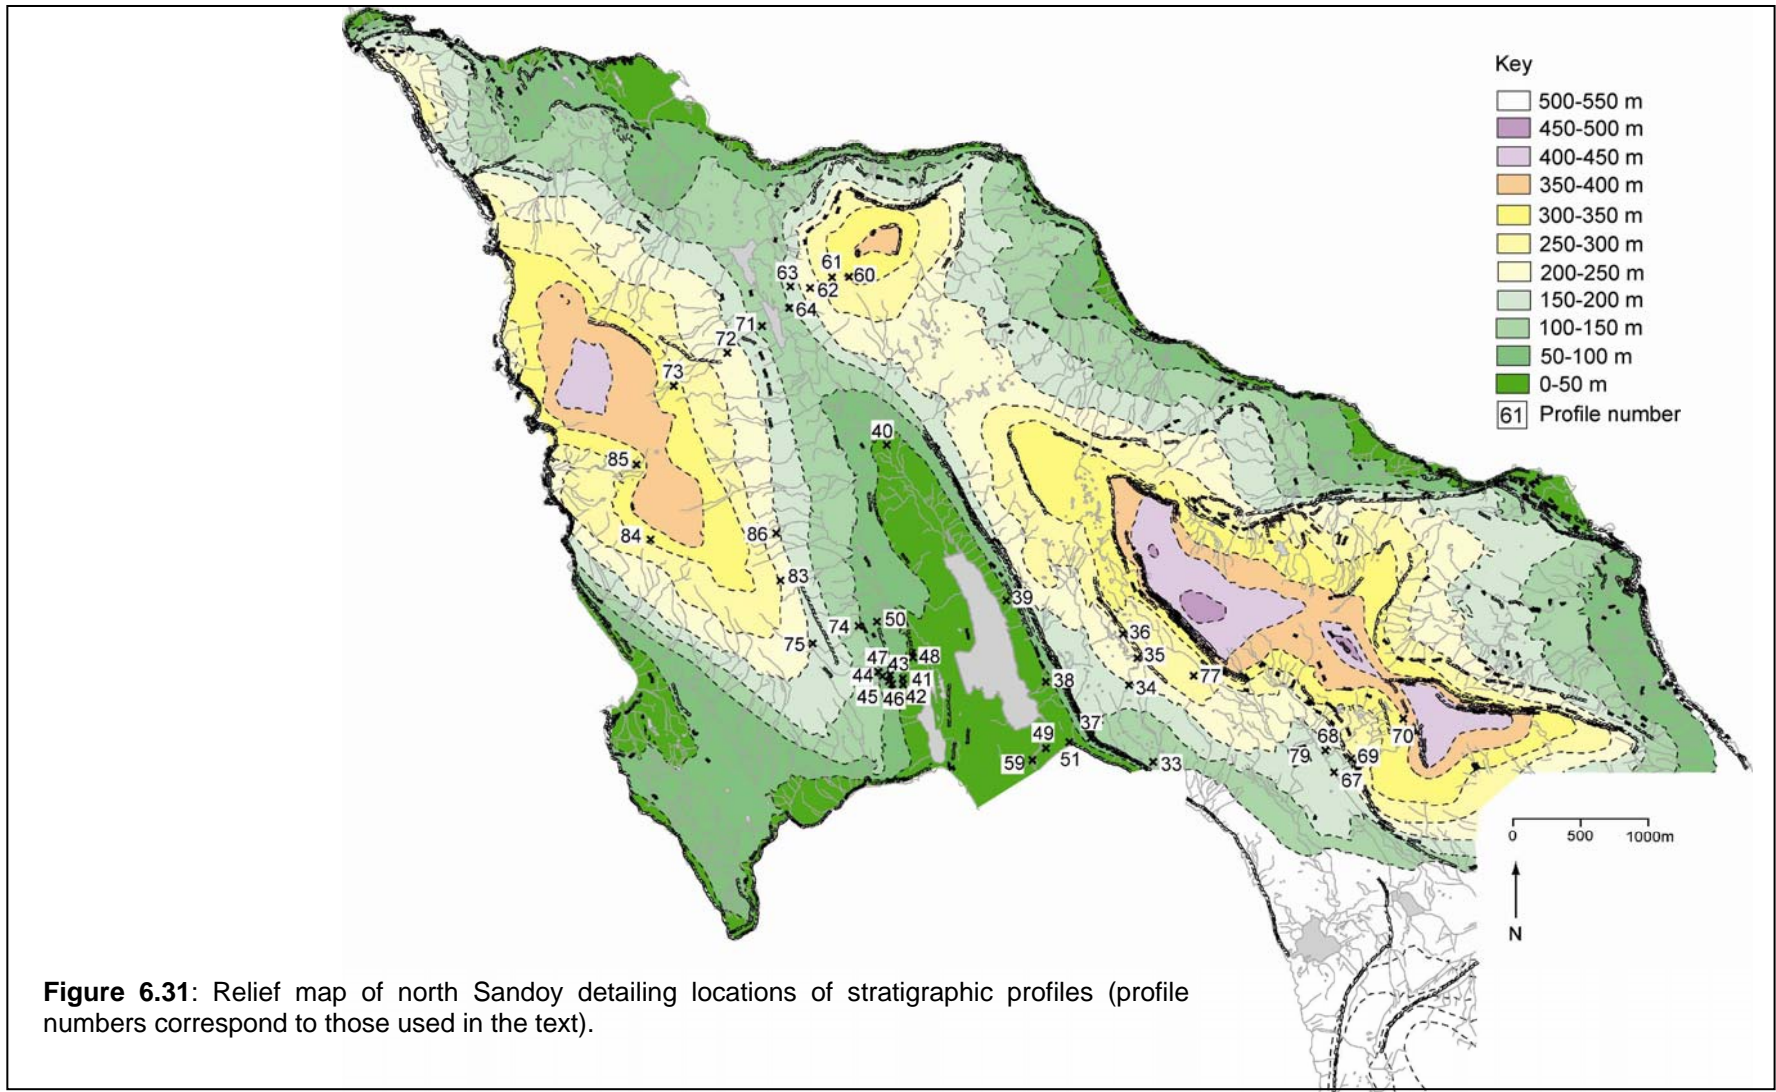 Key
500-550 m
450-500 m
400-450 m
350-400 m
300-350 m
250-300 m
200-250 m
150-200 m
100-150 m
50-100 m
0-50 m
61 Profile number
61
60
63
62
64
71
72
73
40
85
84
86
83
39
50
74
36
75
47
43
48
35
44
41
77
38
34
45
46
42
37
49
68
70
79
69
59
51
33
67
0 500 1000m
N
Figure 6.31: Relief map of north Sandoy detailing locations of stratigraphic profiles (profile
numbers correspond to those used in the text).